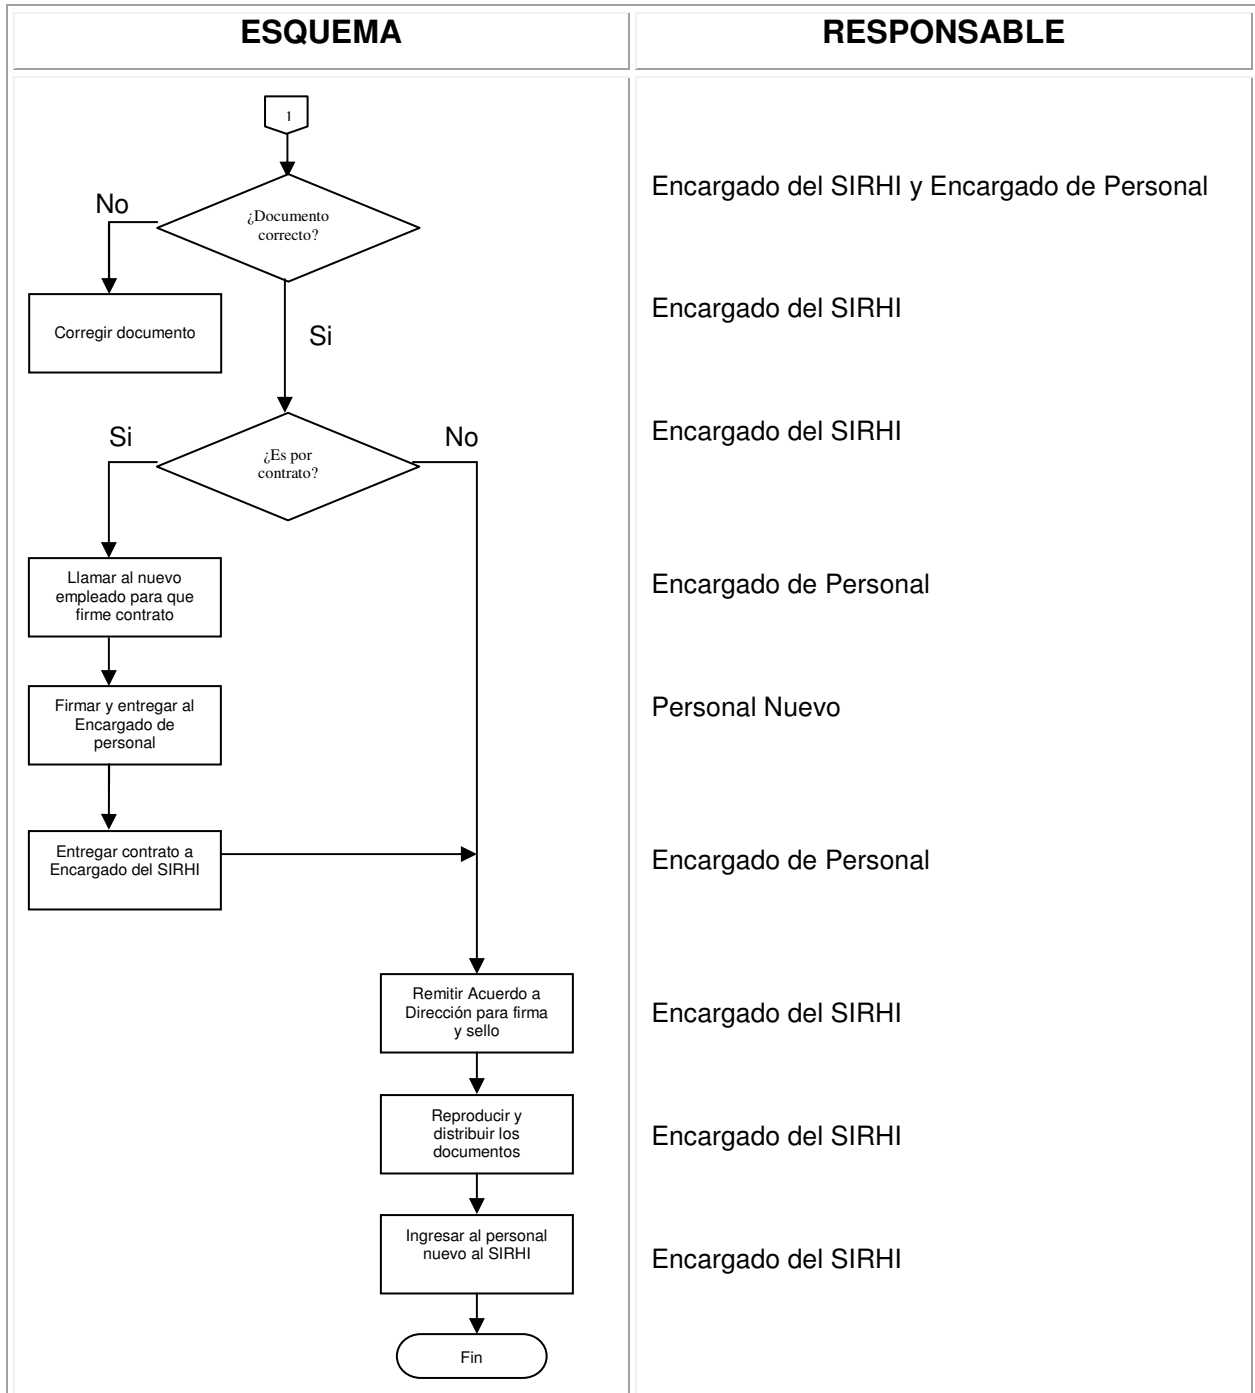 ESQUEMA
RESPONSABLE
1
Encargado del SIRHI y Encargado de Personal
No
¿Documento
correcto?
Encargado del SIRHI
Corregir documento
Si
Encargado del SIRHI
Si
No
¿Es por
contrato?
Llamar al nuevo
empleado para que
firme contrato
Encargado de Personal
Firmar y entregar al
Encargado de
personal
Personal Nuevo
Entregar contrato a
Encargado del SIRHI
Encargado de Personal
Remitir Acuerdo a
Dirección para firma
y sello
Encargado del SIRHI
Reproducir y
distribuir los
documentos
Encargado del SIRHI
Ingresar al personal
nuevo al SIRHI
Encargado del SIRHI
Fin